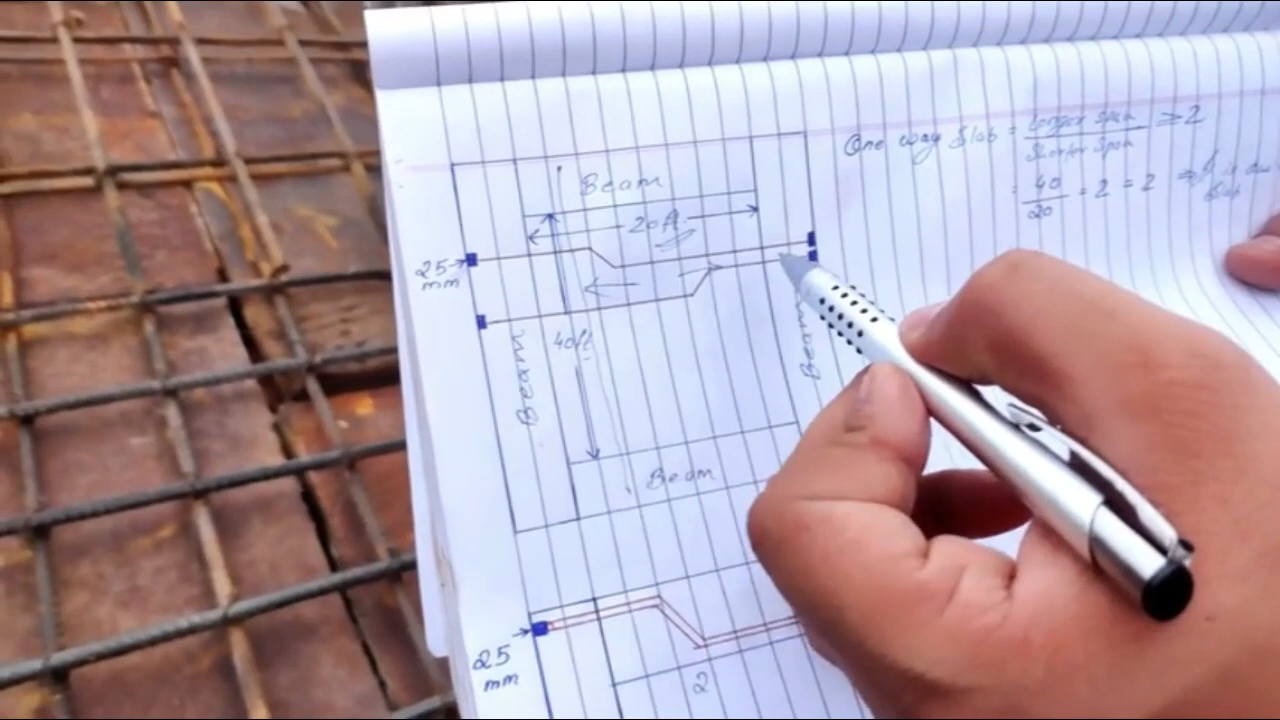 One way Slab = Longer Span / Shorter Span ≥ 2
= 40 / 20 = 2 = 2 ⇒
Beam
20ft.
25
mm
40ft
Beam
Beam
Beam
25
mm
2